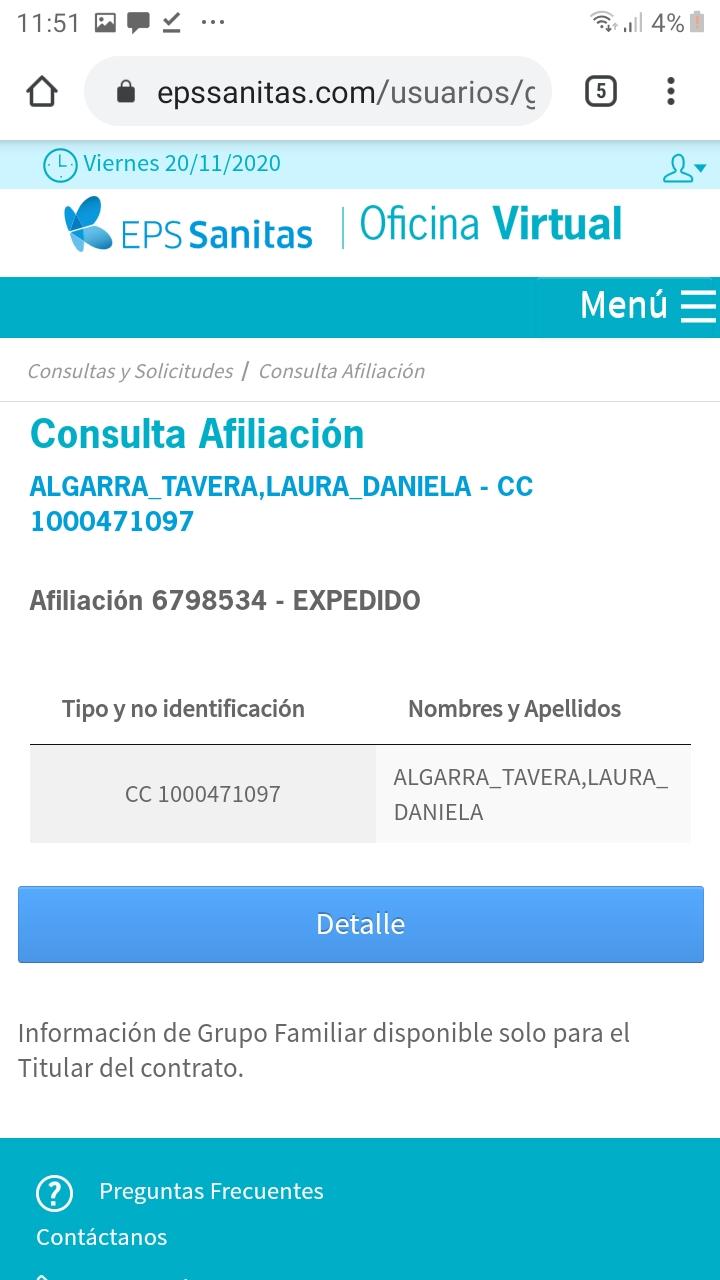 11:51 4%
epssanitas.com/usuarios/g
5
Viernes 20/11/2020
EPS Sanitas | Oficina Virtual
Menú
Consultas y Solicitudes / Consulta Afiliación
Consulta Afiliación
ALGARRA_TAVERA,LAURA_DANIELA - CC
1000471097
Afiliación 6798534 - EXPEDIDO
Tipo y no identificación Nombres y Apellidos
CC 1000471097 ALGARRA_TAVERA,LAURA_
DANIELA
Detalle
Información de Grupo Familiar disponible solo para el
Titular del contrato.
? Preguntas Frecuentes
Contáctanos